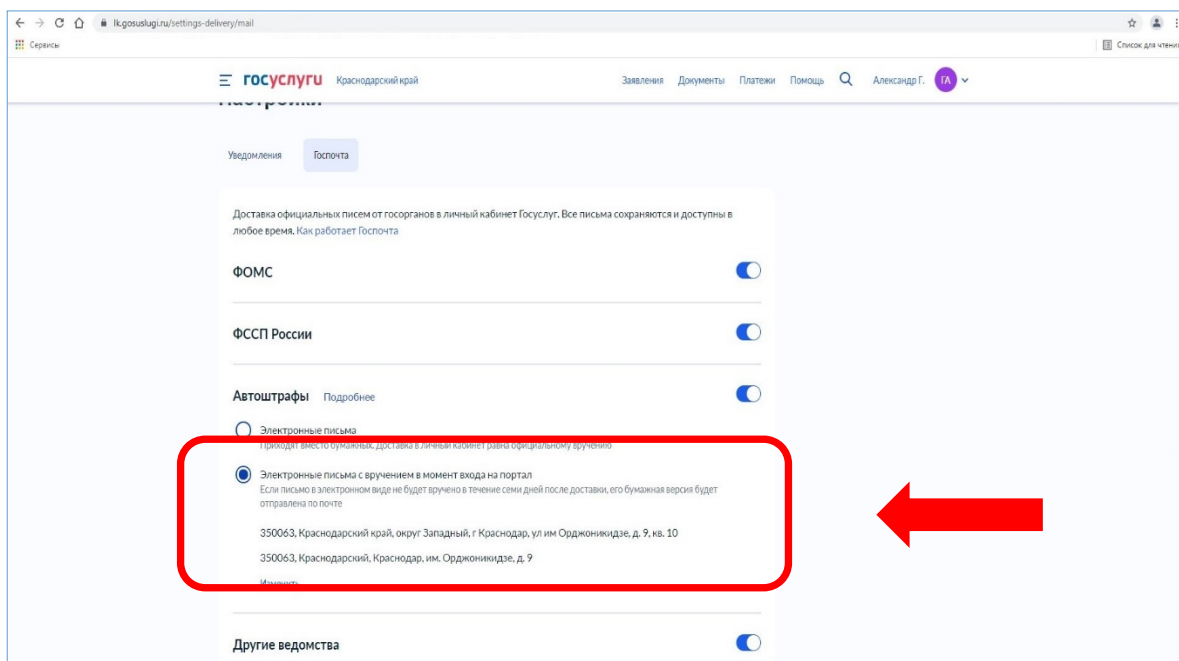 lk.gosuslugi.ru/settings-delivery/mail
Сервисы
Список для чтения
госуслуги Краснодарский край Заявления Документы Платежи Помощь Александр Г. ГА
Настройки
Уведомления Госпочта
Доставка официальных писем от госорганов в личный кабинет Госуслуг. Все письма сохраняются и доступны в
любое время. Как работает Госпочта
ФОМС
ФССП России
Автоштрафы Подробнее
Электронные письма
Приходят вместо бумажных. Доставка в личный кабинет равна официальному вручению
Электронные письма с вручением в момент входа на портал
Если письмо в электронном виде не будет вручено в течение семи дней после доставки, его бумажная версия будет
отправлена по почте
350063, Краснодарский край, округ Западный, г Краснодар, ул им Орджоникидзе, д. 9, кв. 10
350063, Краснодарский, Краснодар, им. Орджоникидзе, д. 9
Изменить
Другие ведомства